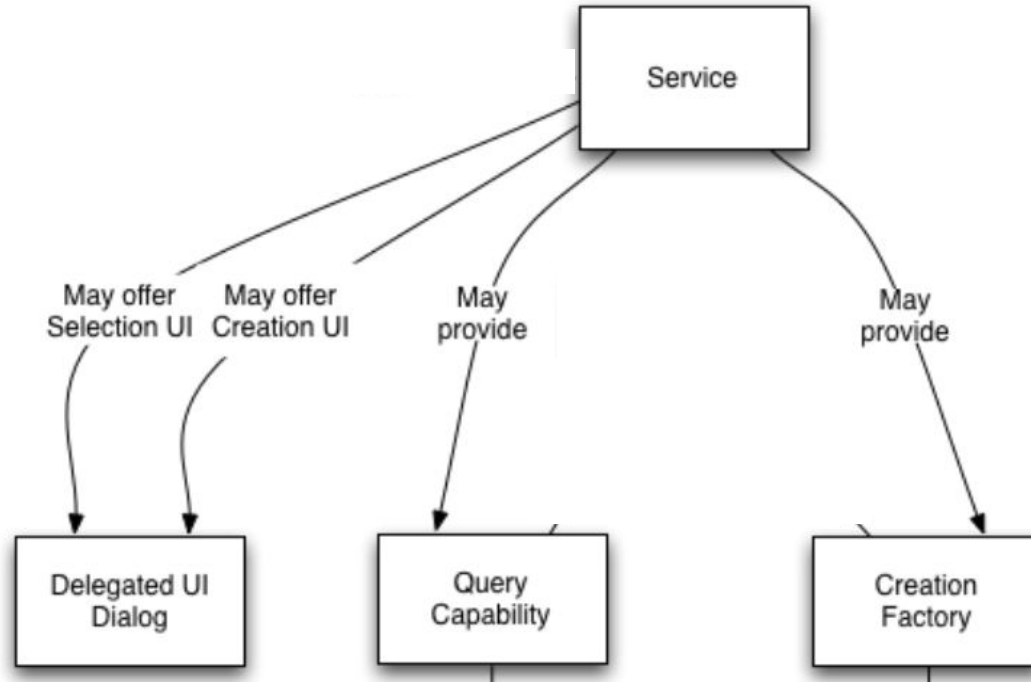 Service
May offer
Selection UI
May offer
Creation UI
May
provide
May
provide
Delegated UI
Dialog
Query
Capability
Creation
Factory